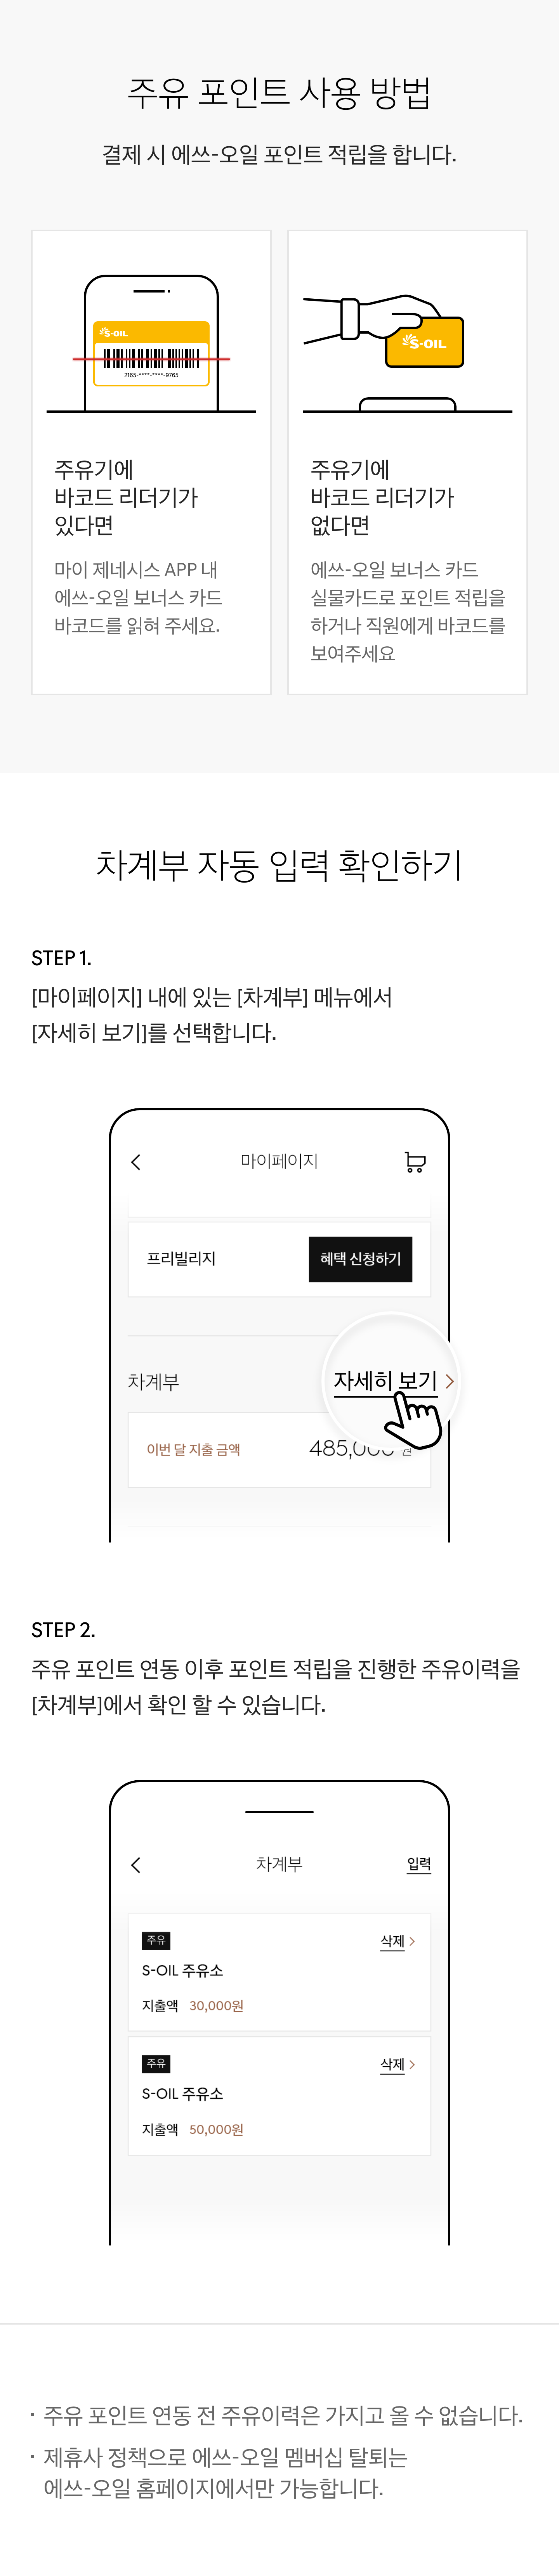 주유 포인트 사용 방법
결제 시 에쓰-오일 포인트 적립을 합니다.
S-OIL
2165-****-****-9765
주유기에
바코드 리더기가
있다면
마이 제네시스 APP 내
에쓰-오일 보너스 카드
바코드를 읽혀 주세요.
S-OIL
주유기에
바코드 리더기가
없다면
에쓰-오일 보너스 카드
실물카드로 포인트 적립을
하거나 직원에게 바코드를
보여주세요
차계부 자동 입력 확인하기
STEP 1.
[마이페이지] 내에 있는 [차계부] 메뉴에서
[자세히 보기]를 선택합니다.
마이페이지
프리빌리지
혜택 신청하기
차계부
자세히 보기
이번 달 지출 금액
485,000 원
STEP 2.
주유 포인트 연동 이후 포인트 적립을 진행한 주유이력을
[차계부]에서 확인 할 수 있습니다.
차계부
입력
주유
삭제
S-OIL 주유소
지출액 30,000원
주유
삭제
S-OIL 주유소
지출액 50,000원
· 주유 포인트 연동 전 주유이력은 가지고 올 수 없습니다.
· 제휴사 정책으로 에쓰-오일 멤버십 탈퇴는
에쓰-오일 홈페이지에서만 가능합니다.